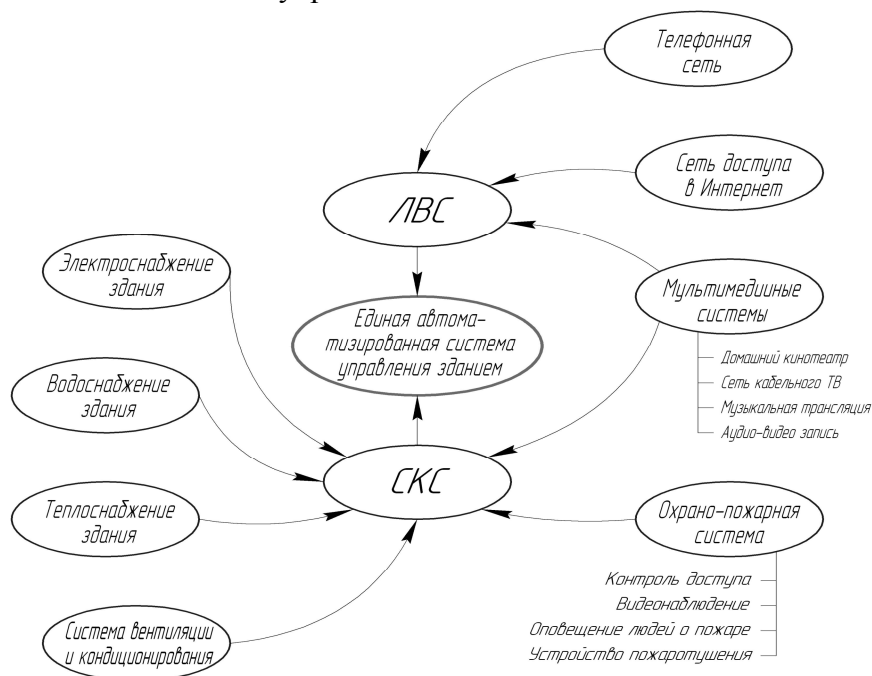 Телефонная
сеть
Сеть доступа
в Интернет
ЛВС
Электроснабжение
здания
Мультимедииные
системы
Единая автома-
тизированная система
управления зданием
Домашний кинотеатр
Сеть кабельного ТВ
Музыкальная трансляция
Аудио-видео запись
Водоснабжение
здания
СКС
Теплоснабжение
здания
Охрано-пожарная
система
Контроль доступа
Видеонаблюдение
Оповещение людей о пожаре
Устройство пожаротушения
Система вентиляции
и кондиционирования